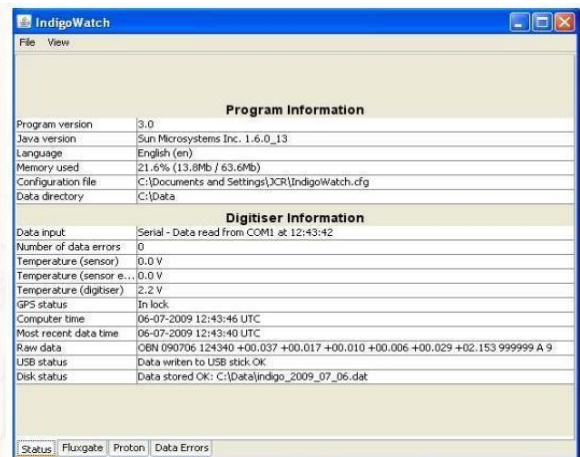 IndigoWatch
File View
Program Information
Program version 3.0
Java version Sun Microsystems Inc. 1.6.0_13
Language English (en)
Memory used 21.6% (13.8Mb / 63.6Mb)
Configuration file C:\Documents and Settings\JCR\IndigoWatch.cfg
Data directory C:\Data
Digitiser Information
Data input Serial - Data read from COM1 at 12:43:42
Number of data errors 0
Temperature (sensor) 0.0 V
Temperature (sensor e... 0.0 V
Temperature (digitiser) 2.2 V
GPS status In lock
Computer time 06-07-2009 12:43:46 UTC
Most recent data time 06-07-2009 12:43:40 UTC
Raw data OBN 090706 124340 +00.037 +00.017 +00.010 +00.006 +00.029 +02.153 999999 A 9
USB status Data writen to USB stick OK
Disk status Data stored OK: C:\Data\indigo_2009_07_06.dat
Status Fluxgate Proton Data Errors